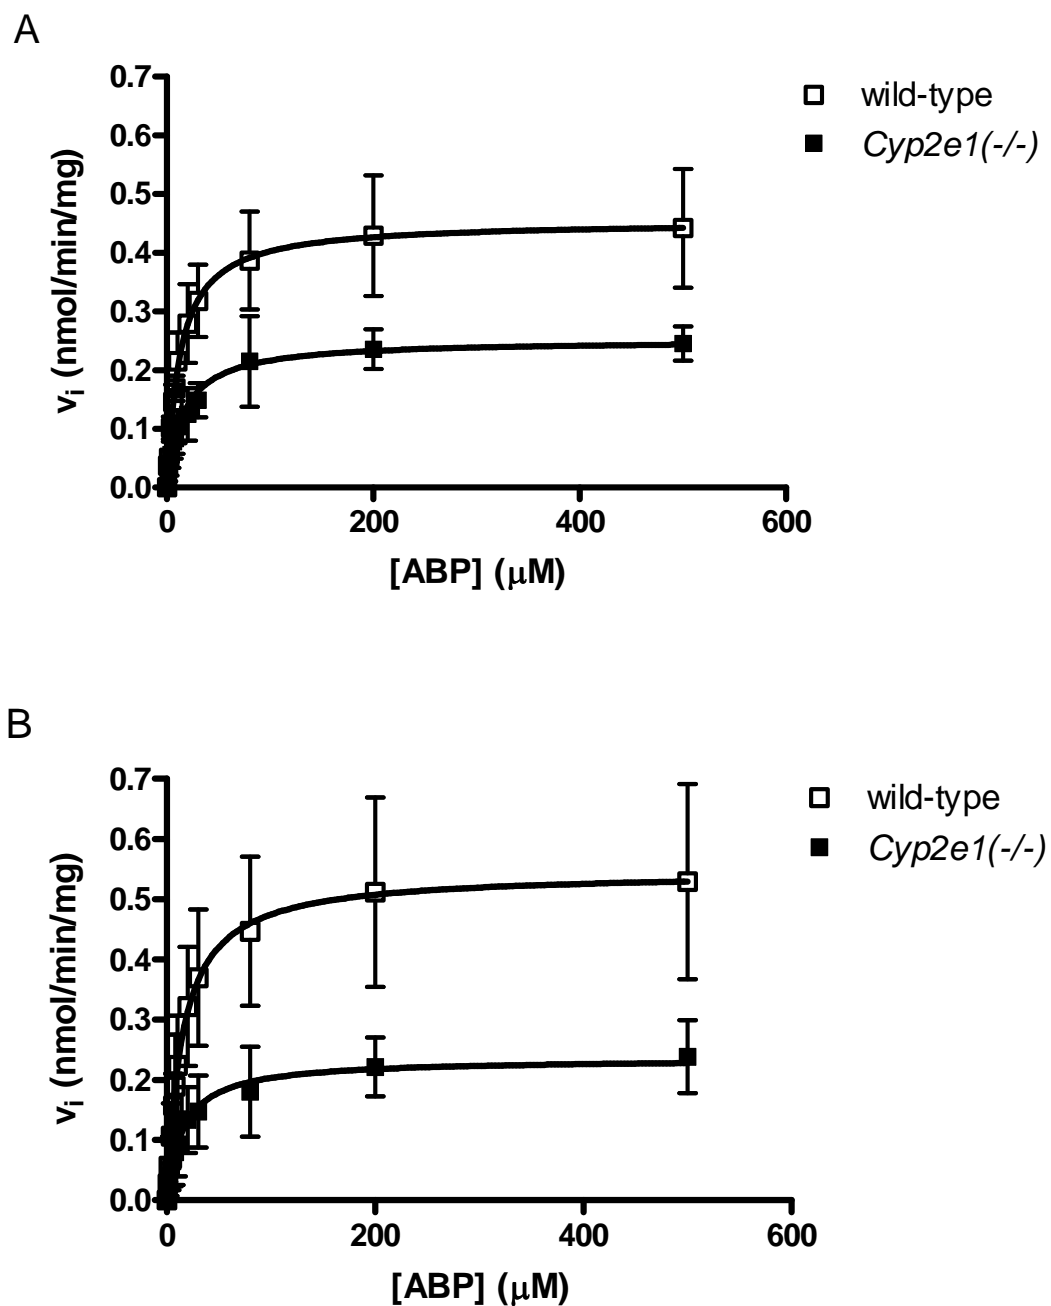 A
0.7
0.6
0.5
0.4
0.3
0.2
0.1
0.0
vi (nmol/min/mg)
0 200 400 600
[ABP] (μM)
wild-type
Cyp2e1(-/-)
B
0.7
0.6
0.5
0.4
0.3
0.2
0.1
0.0
vi (nmol/min/mg)
0 200 400 600
[ABP] (μM)
wild-type
Cyp2e1(-/-)